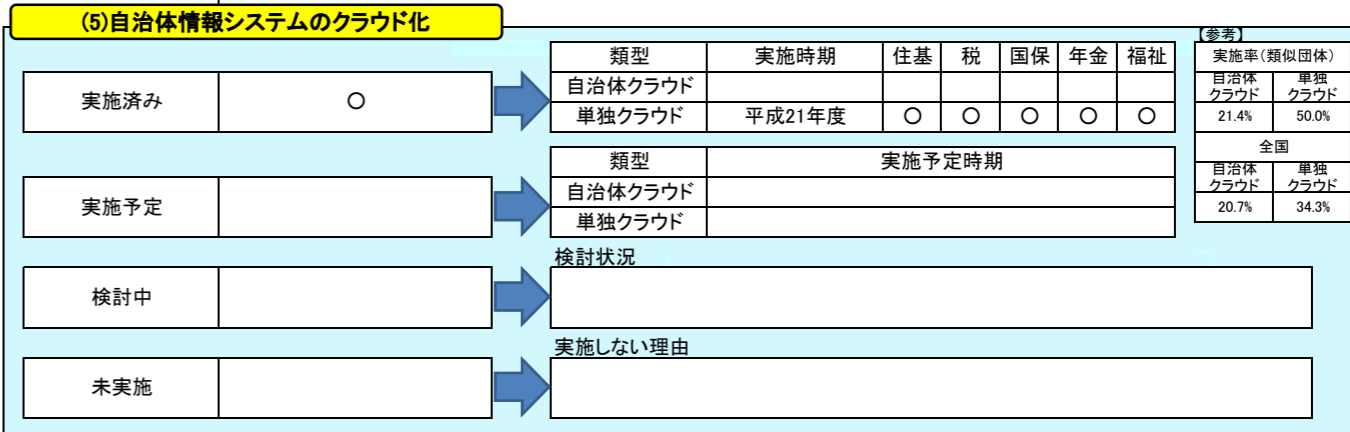 (5)自治体情報システムのクラウド化
実施済み ○
類型 実施時期 住基 税 国保 年金 福祉
自治体クラウド
単独クラウド 平成21年度 ○ ○ ○ ○ ○
【参考】
実施率(類似団体)
自治体 単独
クラウド クラウド
21.4% 50.0%
全国
自治体 単独
クラウド クラウド
20.7% 34.3%
実施予定
類型 実施予定時期
自治体クラウド
単独クラウド
検討中
検討状況
未実施
実施しない理由